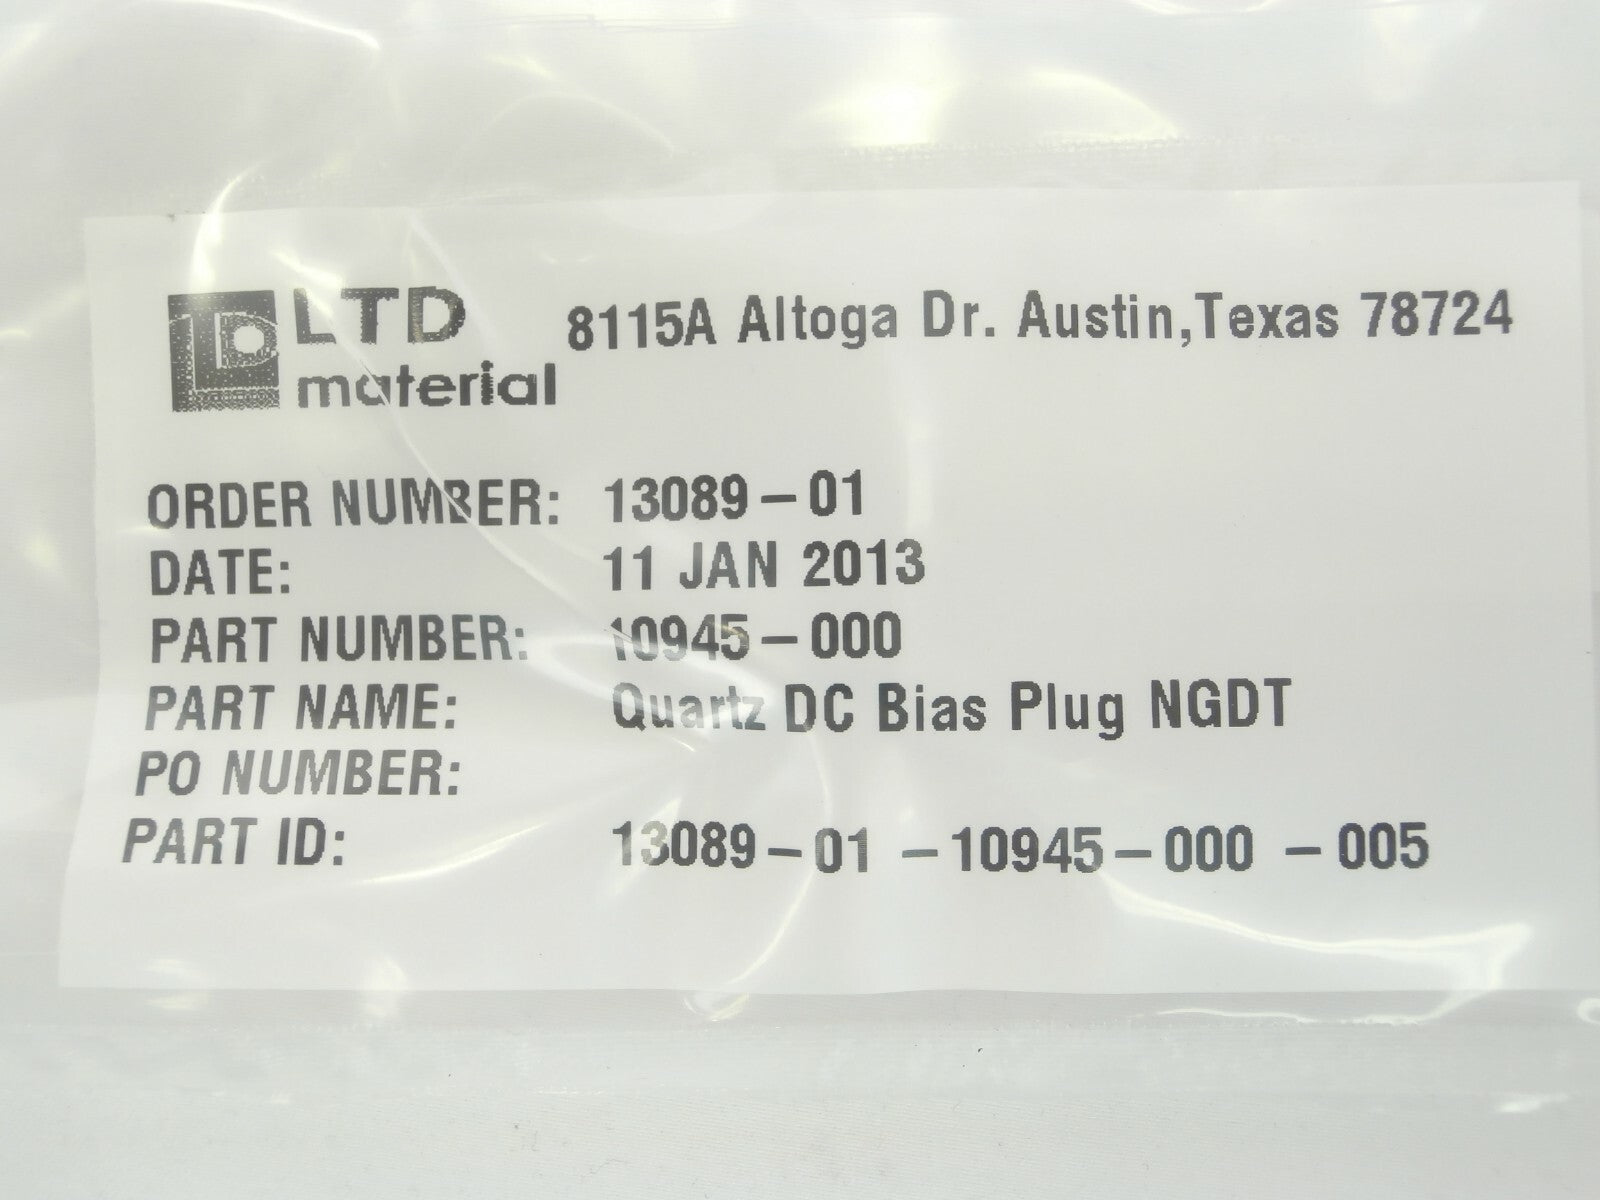 LTD material 8115A Altoga Dr. Austin,Texas 78724
ORDER NUMBER: 13089-01
DATE: 11 JAN 2013
PART NUMBER: 10945-000
PART NAME: Quartz DC Bias Plug NGDT
PO NUMBER:
PART ID: 13089-01 -10945-000 -005